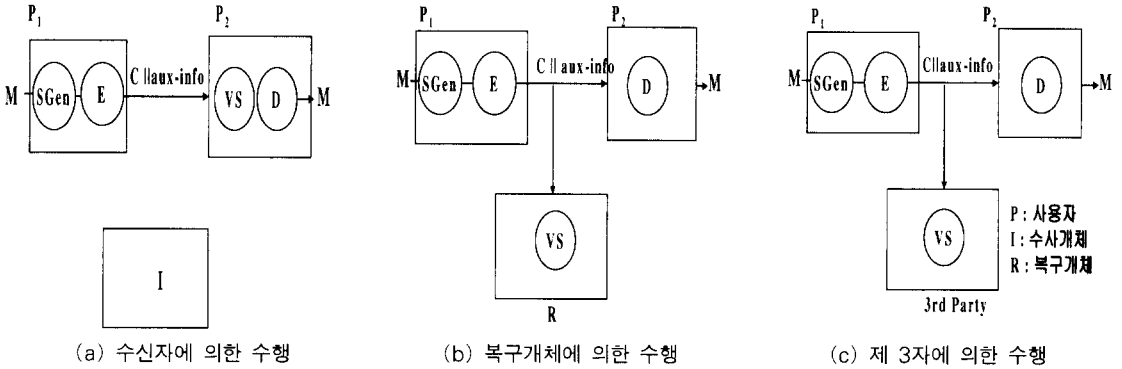 P1 P2
M SGen E C ||aux-info VS D M
I
(a) 수신자에 의한 수행
P1 P2
M SGen E C || aux-info D M
VS
R
(b) 복구개체에 의한 수행
P1 P2
M SGen E C||aux-info D M
VS
3rd Party
P : 사용자
I : 수사개체
R : 복구개체
(c) 제 3자에 의한 수행